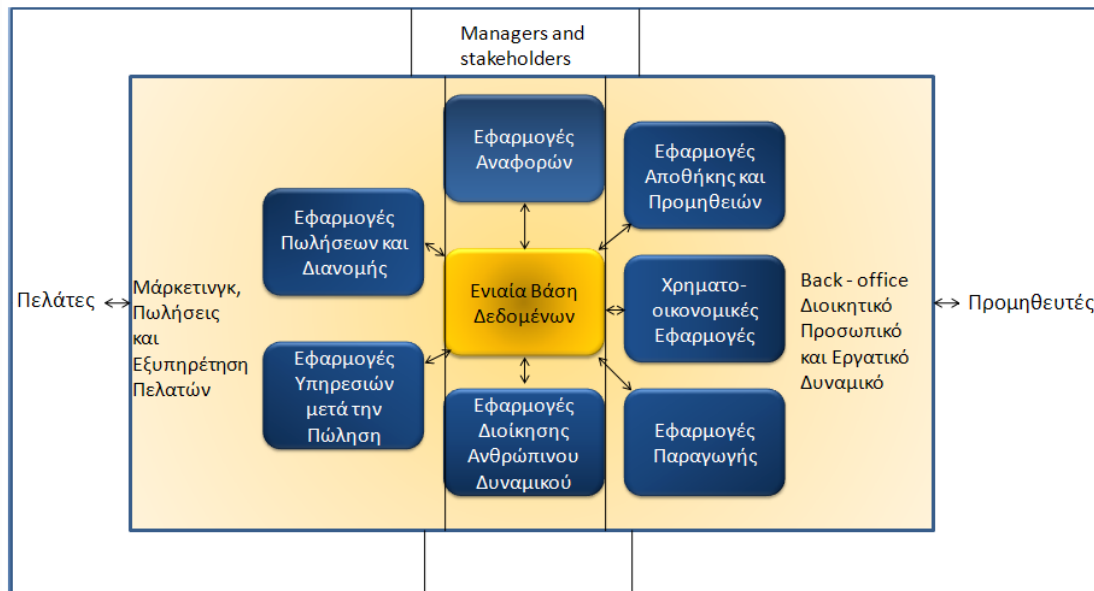 Managers and
stakeholders
Εφαρμογές
Αναφορών
Εφαρμογές
Αποθήκης και
Προμηθειών
Εφαρμογές
Πωλήσεων και
Διανομής
Ενιαία Βάση
Δεδομένων
Χρηματο-
οικονομικές
Εφαρμογές
Πελάτες
Μάρκετινγκ,
Πωλήσεις
και
Εξυπηρέτηση
Πελατών
Back - office
Διοικητικό
Προσωπικό
και Εργατικό
Δυναμικό
Προμηθευτές
Εφαρμογές
Υπηρεσιών
μετά την
Πώληση
Εφαρμογές
Διοίκησης
Ανθρώπινου
Δυναμικού
Εφαρμογές
Παραγωγής